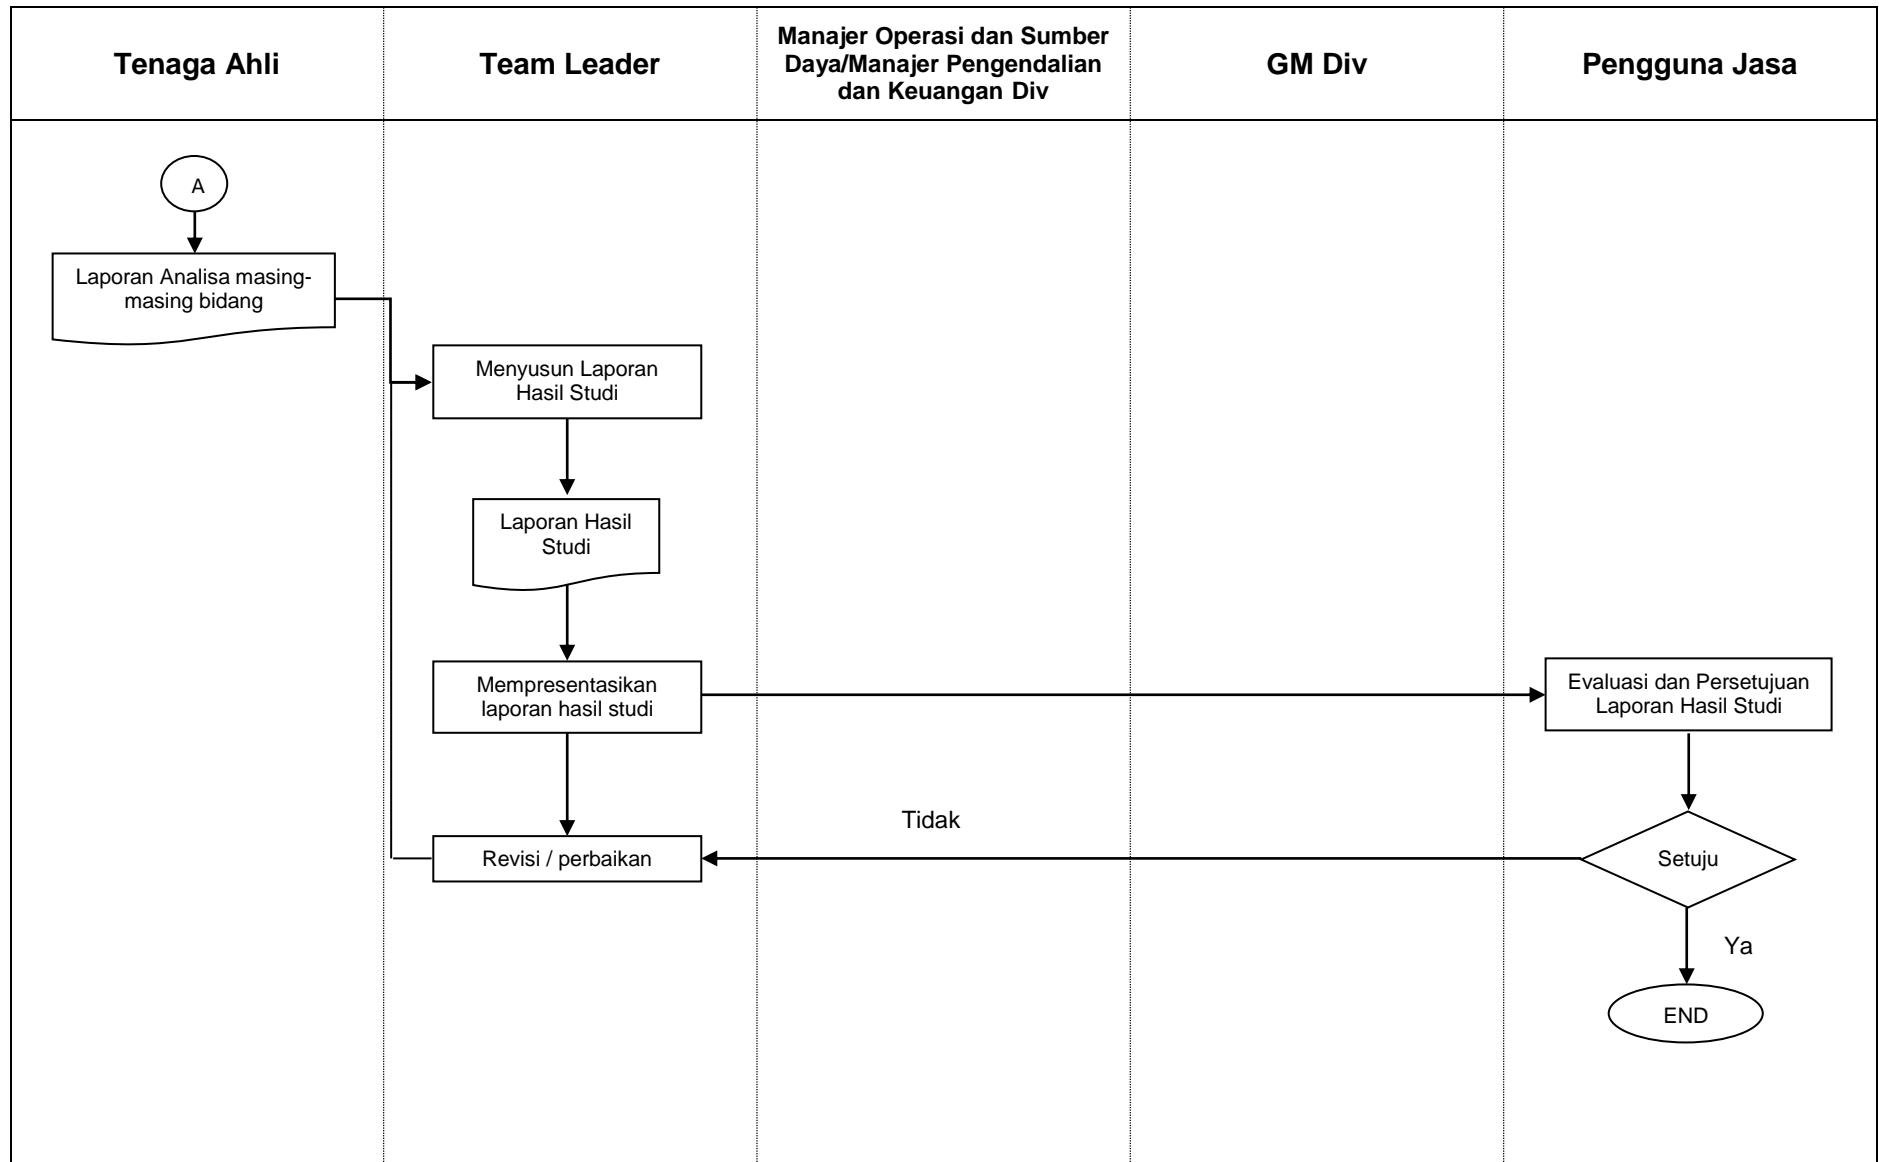 Tenaga Ahli
Team Leader
Manajer Operasi dan Sumber
Daya/Manajer Pengendalian
dan Keuangan Div
GM Div
Pengguna Jasa
A
Laporan Analisa masing-
masing bidang
Menyusun Laporan
Hasil Studi
Laporan Hasil
Studi
Mempresentasikan
laporan hasil studi
Evaluasi dan Persetujuan
Laporan Hasil Studi
Tidak
Revisi / perbaikan
Setuju
Ya
END